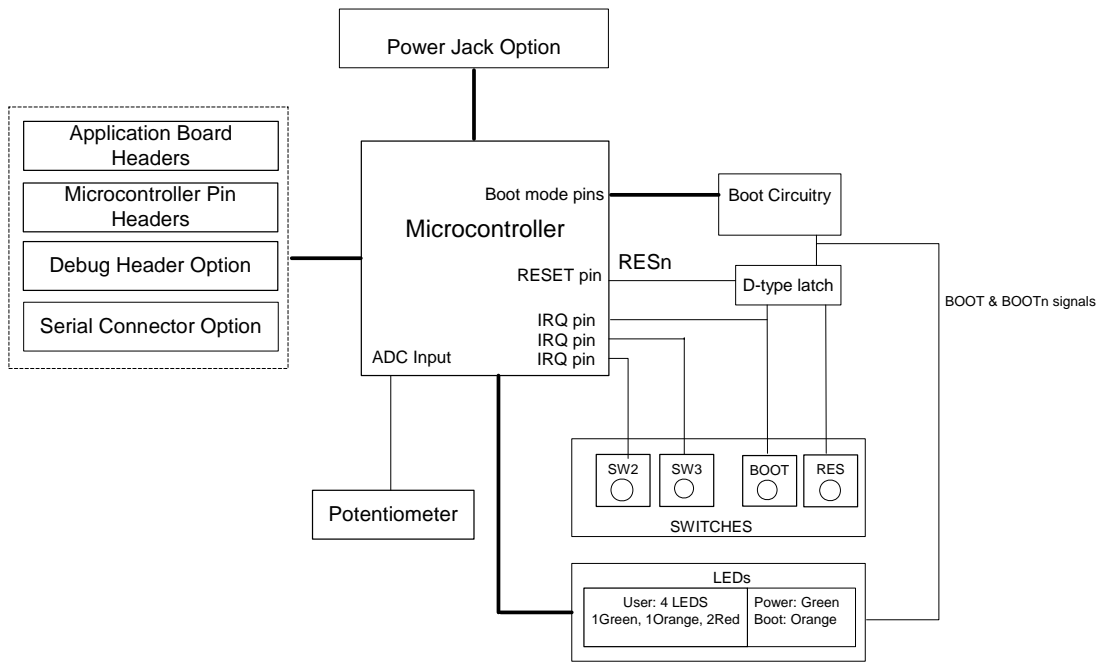 Power Jack Option
Application Board
Headers
Microcontroller Pin
Headers
Debug Header Option
Serial Connector Option
Boot mode pins
Microcontroller
RESET pin
IRQ pin
IRQ pin
IRQ pin
ADC Input
RESn
Boot Circuitry
D-type latch
BOOT & BOOTn signals
SW2
SW3
BOOT
RES
SWITCHES
Potentiometer
LEDs
User: 4 LEDS
1Green, 1Orange, 2Red
Power: Green
Boot: Orange